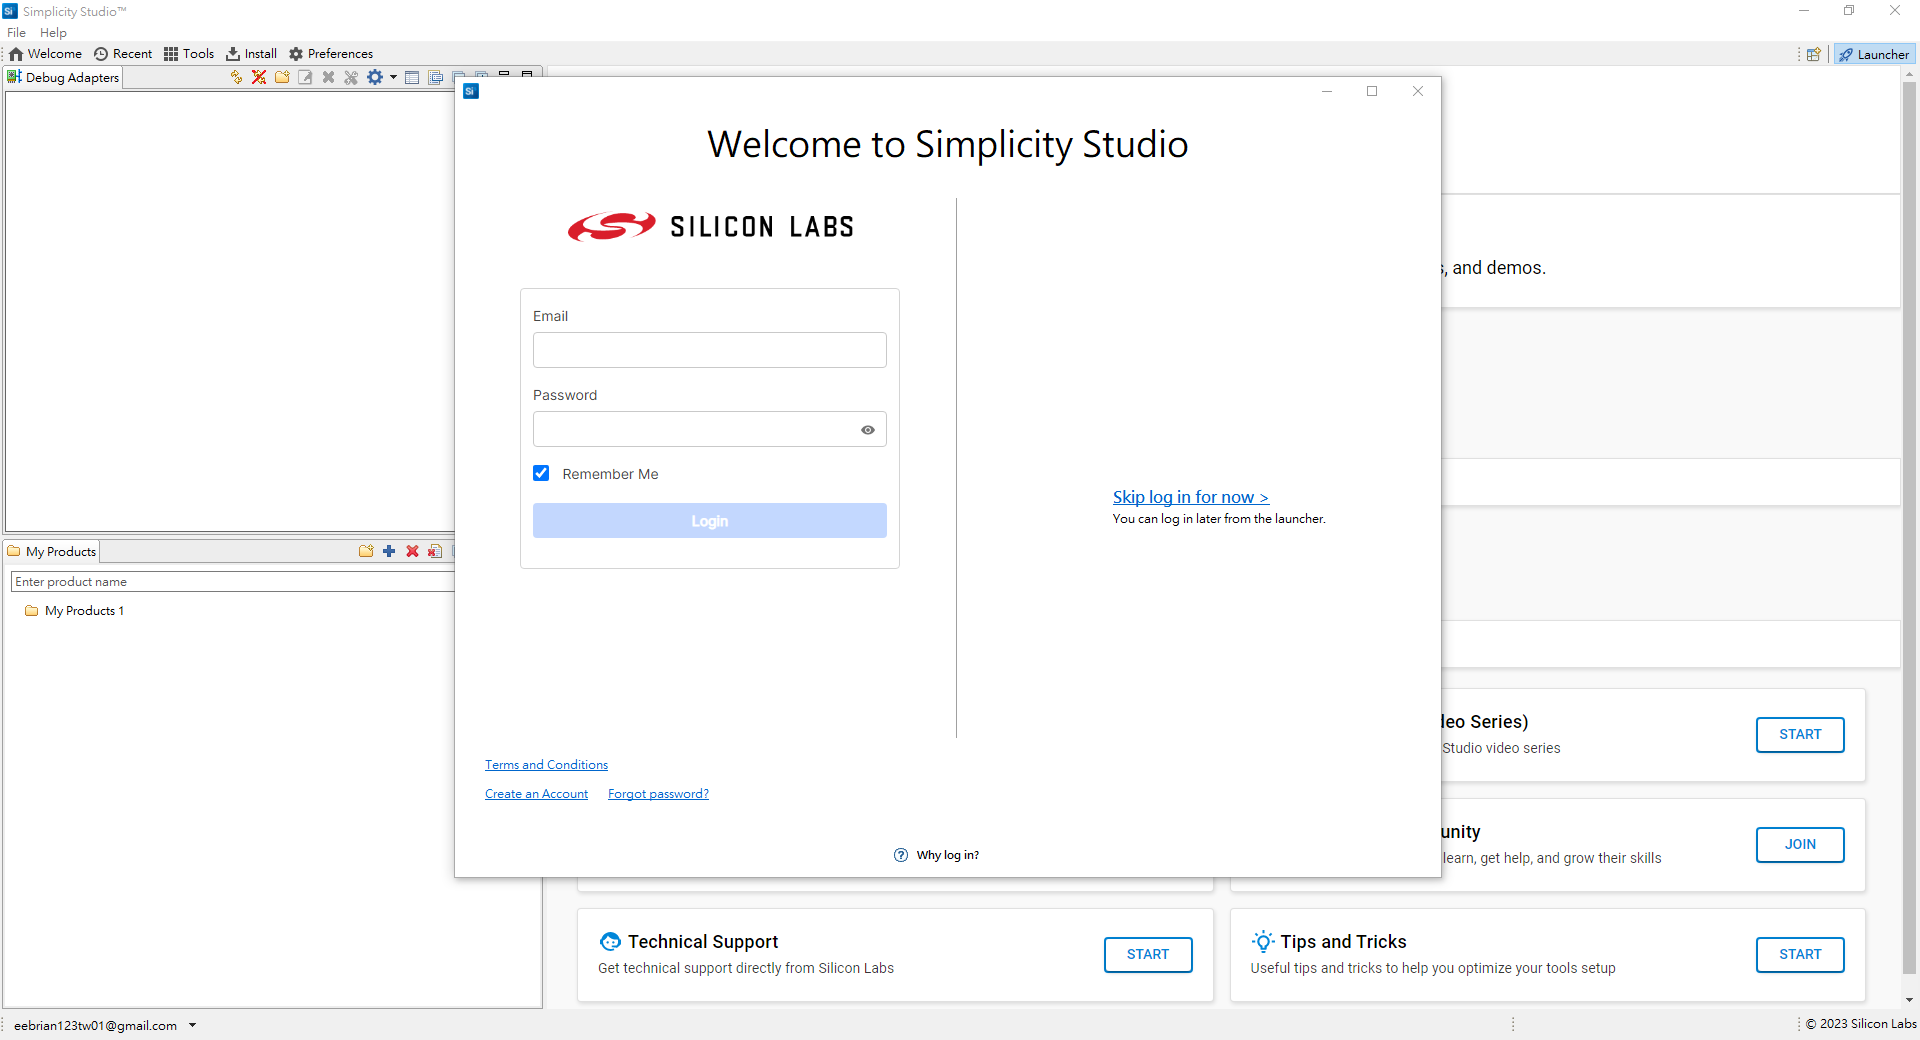 Simplicity Studio™
File Help
Welcome Recent Tools Install Preferences
Launcher
Debug Adapters
Welcome to Simplicity Studio
SILICON LABS
Email
Password
Remember Me
Login
Skip log in for now >
You can log in later from the launcher.
Terms and Conditions
Create an Account Forgot password?
Why log in?
My Products
Enter product name
My Products 1
, and demos.
Series)
Studio video series
START
learn, get help, and grow their skills
JOIN
Technical Support
Get technical support directly from Silicon Labs
START
Tips and Tricks
Useful tips and tricks to help you optimize your tools setup
START
eebrian123tw01@gmail.com
© 2023 Silicon Labs